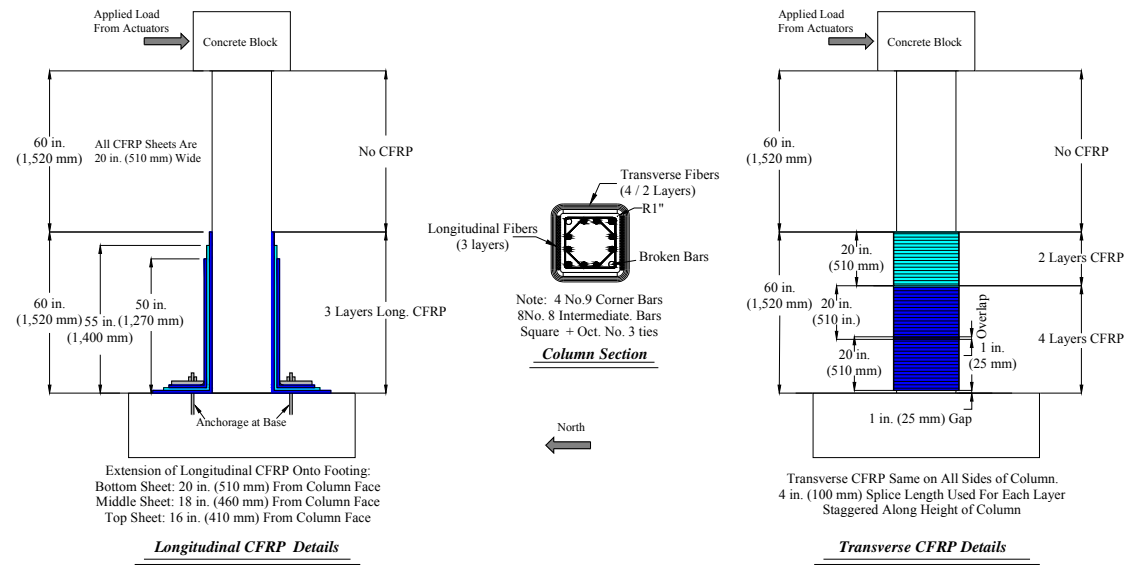 Applied Load
From Actuators
Concrete Block
60 in.
(1,520 mm)
All CFRP Sheets Are
20 in. (510 mm) Wide
No CFRP
60 in.
(1,520 mm)
55 in.
(1,400 mm)
50 in.
(1,270 mm)
3 Layers Long. CFRP
Anchorage at Base
Extension of Longitudinal CFRP Onto Footing:
Bottom Sheet: 20 in. (510 mm) From Column Face
Middle Sheet: 18 in. (460 mm) From Column Face
Top Sheet: 16 in. (410 mm) From Column Face
Longitudinal CFRP Details
Transverse Fibers
(4 / 2 Layers)
R1"
Longitudinal Fibers
(3 layers)
Broken Bars
Note: 4 No.9 Corner Bars
8No. 8 Intermediate. Bars
Square + Oct. No. 3 ties
Column Section
North
Applied Load
From Actuators
Concrete Block
60 in.
(1,520 mm)
No CFRP
20 in.
(510 mm)
2 Layers CFRP
60 in.
(1,520 mm)
20 in.
(510 in.)
Overlap
4 Layers CFRP
20 in.
(510 mm)
1 in.
(25 mm)
1 in. (25 mm) Gap
Transverse CFRP Same on All Sides of Column.
4 in. (100 mm) Splice Length Used For Each Layer
Staggered Along Height of Column
Transverse CFRP Details